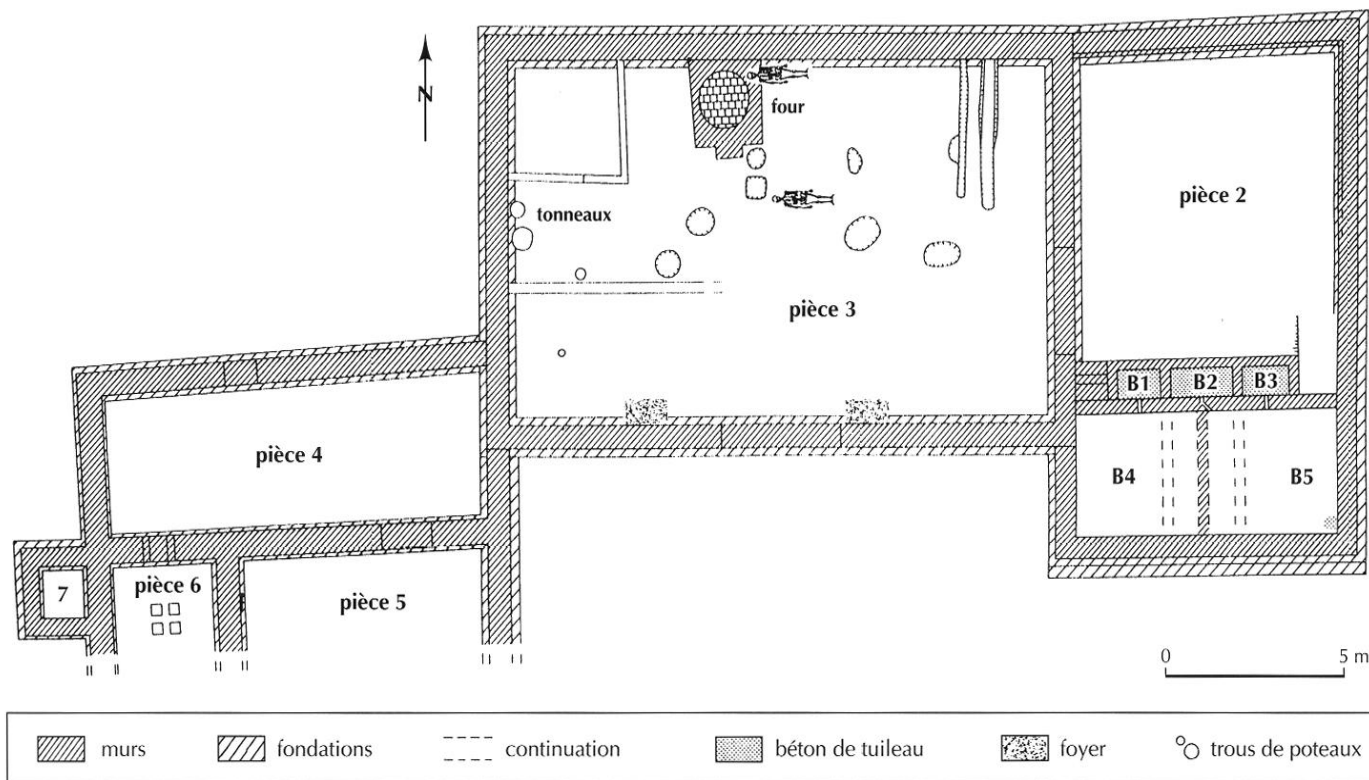 N
four
pièce 2
tonneaux
pièce 3
B1 B2 B3
pièce 4
B4 B5
7 pièce 6
pièce 5
0 5 m
murs fondations continuation béton de tuileau foyer trous de poteaux